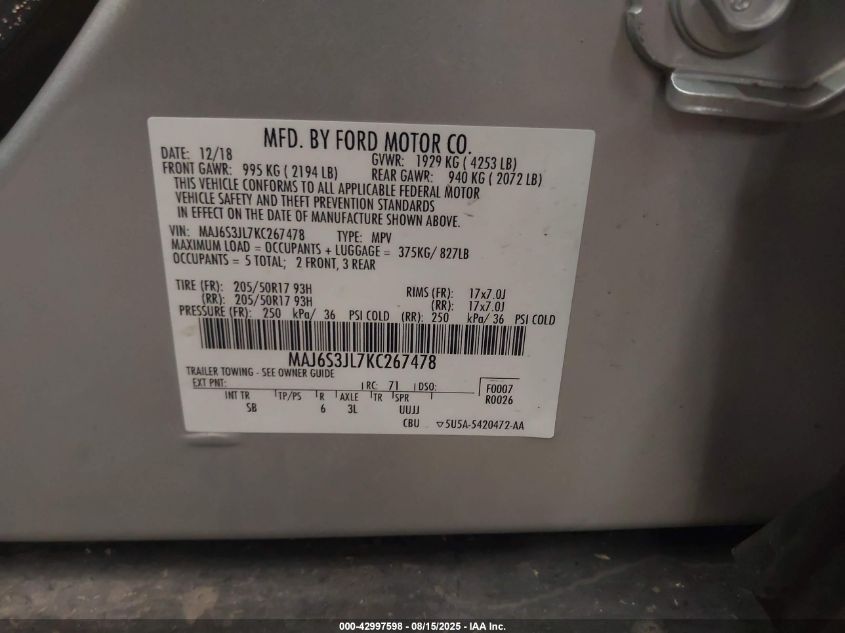 MFD. BY FORD MOTOR CO.
DATE: 12/18 GVWR: 1929 KG ( 4253 LB)
FRONT GAWR: 995 KG ( 2194 LB) REAR GAWR: 940 KG ( 2072 LB)
THIS VEHICLE CONFORMS TO ALL APPLICABLE FEDERAL MOTOR
VEHICLE SAFETY AND THEFT PREVENTION STANDARDS
IN EFFECT ON THE DATE OF MANUFACTURE SHOWN ABOVE.
VIN: MAJ6S3JL7KC267478 TYPE: MPV
MAXIMUM LOAD = OCCUPANTS + LUGGAGE = 375KG/ 827LB
OCCUPANTS = 5 TOTAL; 2 FRONT, 3 REAR
TIRE (FR): 205/50R17 93H RIMS (FR): 17x7.0J
(RR): 205/50R17 93H (RR): 17x7.0J
PRESSURE (FR): 250 kPa/ 36 PSI COLD (RR): 250 kPa/ 36 PSI COLD
MAJ6S3JL7KC267478
TRAILER TOWING - SEE OWNER GUIDE
EXT PNT: RC: 71 DSO: F0007
R0026
INT TR TP/PS R AXLE TR SPR
SB 6 3L UUJJ
CBU ▽5U5A-5420472-AA
000-42997598 - 08/15/2025 - IAA Inc.